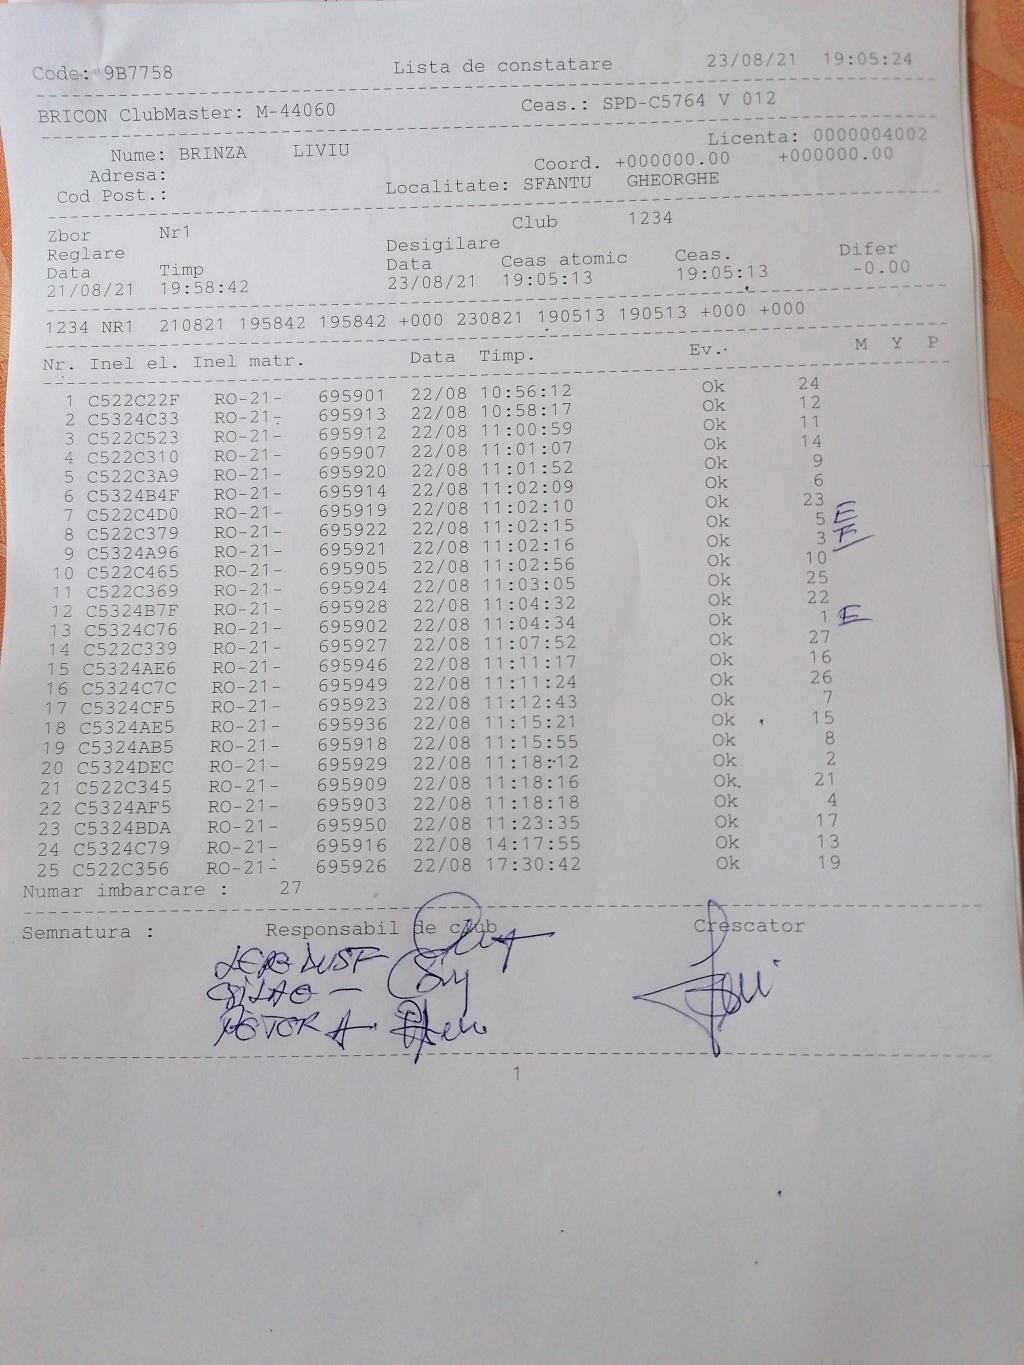 Code: 9B7758 Lista de constatare 23/08/21 19:05:24
BRICON ClubMaster: M-44060 Ceas.: SPD-C5764 V 012
Licenta: 0000004002
Nume: BRINZA LIVIU
Coord. +000000.00 +000000.00
Adresa:
Cod Post.: Localitate: SFANTU GHEORGHE
Zbor Nr1 Club 1234
Reglare Desigilare
Data Timp Data Ceas atomic Ceas. Difer
21/08/21 19:58:42 23/08/21 19:05:13 19:05:13 -0.00
1234 NR1 210821 195842 195842 +000 230821 190513 190513 +000 +000
Nr. Inel el. Inel matr. Data Timp. Ev. M Y P
1 C522C22F RO-21- 695901 22/08 10:56:12 Ok 24
2 C5324C33 RO-21- 695913 22/08 10:58:17 Ok 12
3 C522C523 RO-21- 695912 22/08 11:00:59 Ok 11
4 C522C310 RO-21- 695907 22/08 11:01:07 Ok 14
5 C522C3A9 RO-21- 695920 22/08 11:01:52 Ok 9
6 C5324B4F RO-21- 695914 22/08 11:02:09 Ok 6
7 C522C4D0 RO-21- 695919 22/08 11:02:10 Ok 23
8 C522C379 RO-21- 695922 22/08 11:02:15 Ok 5 E
9 C5324A96 RO-21- 695921 22/08 11:02:16 Ok 3 E
10 C522C465 RO-21- 695905 22/08 11:02:56 Ok 10
11 C522C369 RO-21- 695924 22/08 11:03:05 Ok 25
12 C5324B7F RO-21- 695928 22/08 11:04:32 Ok 22
13 C5324C76 RO-21- 695902 22/08 11:04:34 Ok 1 E
14 C522C339 RO-21- 695927 22/08 11:07:52 Ok 27
15 C5324AE6 RO-21- 695946 22/08 11:11:17 Ok 16
16 C5324C7C RO-21- 695949 22/08 11:11:24 Ok 26
17 C5324CF5 RO-21- 695923 22/08 11:12:43 Ok 7
18 C5324AE5 RO-21- 695936 22/08 11:15:21 Ok 15
19 C5324AB5 RO-21- 695918 22/08 11:15:55 Ok 8
20 C5324DEC RO-21- 695929 22/08 11:18:12 Ok 2
21 C522C345 RO-21- 695909 22/08 11:18:16 Ok 21
22 C5324AF5 RO-21- 695903 22/08 11:18:18 Ok 4
23 C5324BDA RO-21- 695950 22/08 11:23:35 Ok 17
24 C5324C79 RO-21- 695916 22/08 14:17:55 Ok 13
25 C522C356 RO-21- 695926 22/08 17:30:42 Ok 19
Numar imbarcare : 27
Semnatura : Responsabil de club Crescator
1